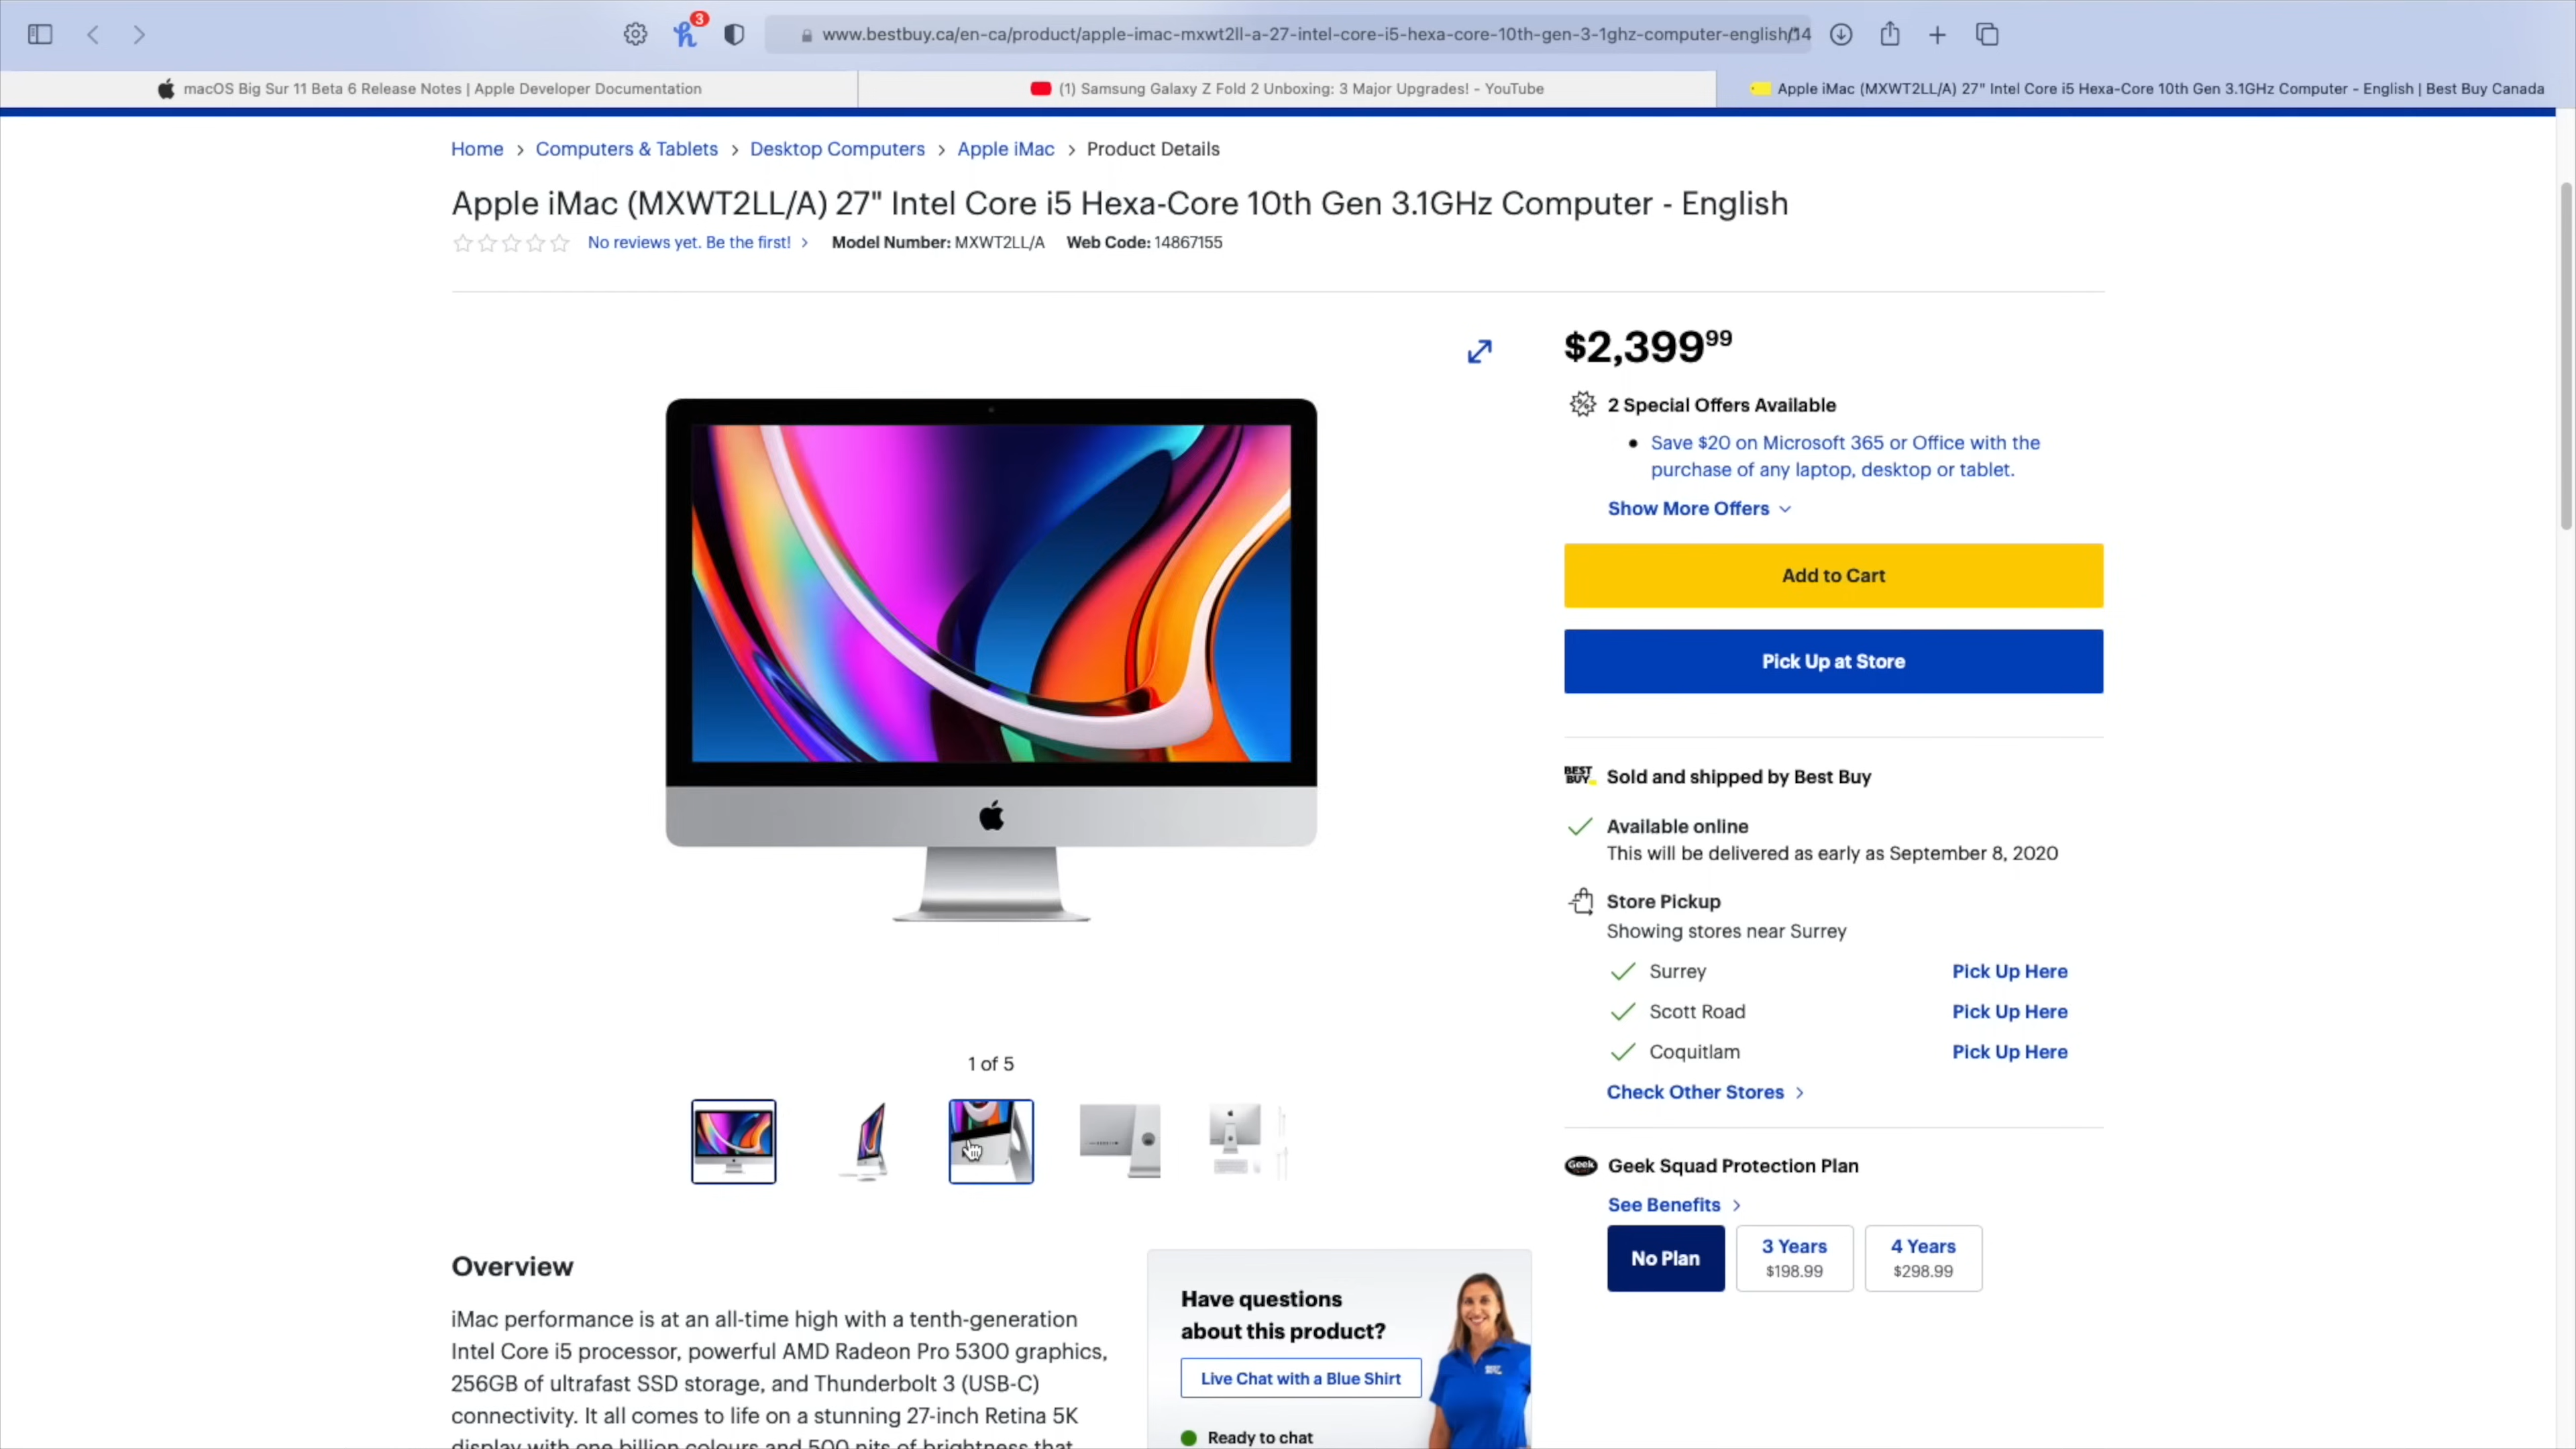 3
www.bestbuy.ca/en-ca/product/apple-imac-mxwt2ll-a-27-intel-core-i5-hexa-core-10th-gen-3-1ghz-computer-english/14
macOS Big Sur 11 Beta 6 Release Notes | Apple Developer Documentation
(1) Samsung Galaxy Z Fold 2 Unboxing: 3 Major Upgrades! - YouTube
Apple iMac (MXWT2LL/A) 27" Intel Core i5 Hexa-Core 10th Gen 3.1GHz Computer - English | Best Buy Canada
Home > Computers & Tablets > Desktop Computers > Apple iMac > Product Details
Apple iMac (MXWT2LL/A) 27" Intel Core i5 Hexa-Core 10th Gen 3.1GHz Computer - English
No reviews yet. Be the first! > Model Number: MXWT2LL/A Web Code: 14867155
$2,399 99
2 Special Offers Available
Save $20 on Microsoft 365 or Office with the
purchase of any laptop, desktop or tablet.
Show More Offers
Add to Cart
Pick Up at Store
BEST BUY Sold and shipped by Best Buy
Available online
This will be delivered as early as September 8, 2020
Store Pickup
Showing stores near Surrey
Surrey Pick Up Here
Scott Road Pick Up Here
Coquitlam Pick Up Here
Check Other Stores >
1 of 5
Geek Geek Squad Protection Plan
See Benefits >
No Plan
3 Years
$198.99
4 Years
$298.99
Overview
iMac performance is at an all-time high with a tenth-generation
Intel Core i5 processor, powerful AMD Radeon Pro 5300 graphics,
256GB of ultrafast SSD storage, and Thunderbolt 3 (USB-C)
connectivity. It all comes to life on a stunning 27-inch Retina 5K
display with one billion colours and 500 nits of brightness that
Have questions
about this product?
Live Chat with a Blue Shirt
Ready to chat